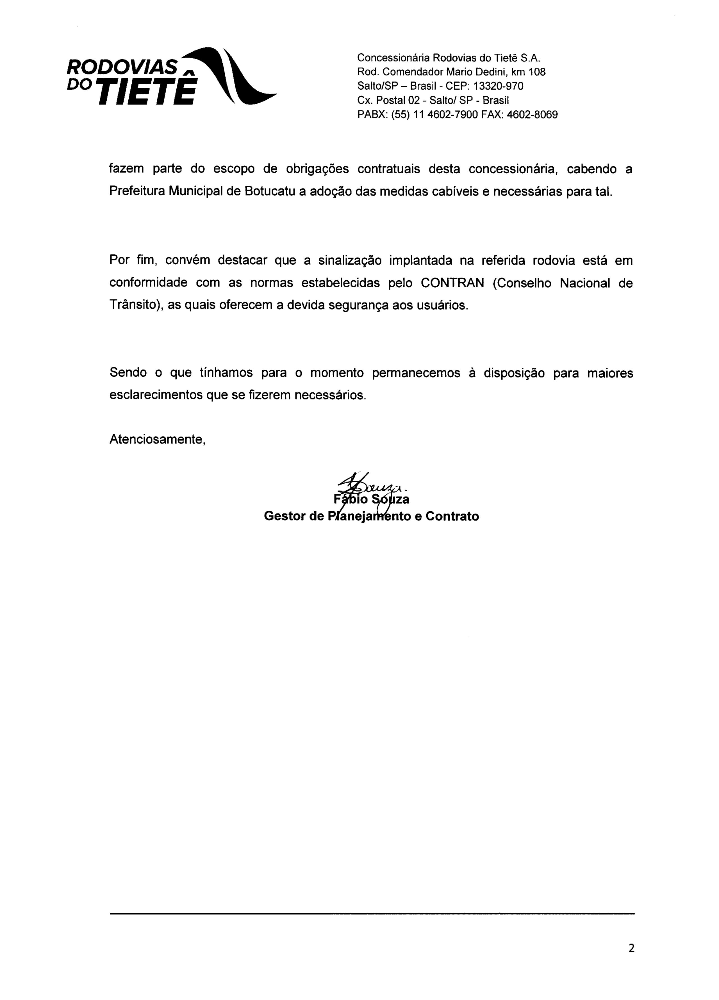 RODOVIAS
DO TIETÊ
Concessionária Rodovias do Tietê S.A.
Rod. Comendador Mario Dedini, km 108
Salto/SP – Brasil - CEP: 13320-970
Cx. Postal 02 - Salto/ SP - Brasil
PABX: (55) 11 4602-7900 FAX: 4602-8069
fazem parte do escopo de obrigações contratuais desta concessionária, cabendo a
Prefeitura Municipal de Botucatu a adoção das medidas cabíveis e necessárias para tal.
Por fim, convém destacar que a sinalização implantada na referida rodovia está em
conformidade com as normas estabelecidas pelo CONTRAN (Conselho Nacional de
Trânsito), as quais oferecem a devida segurança aos usuários.
Sendo o que tínhamos para o momento permanecemos à disposição para maiores
esclarecimentos que se fizerem necessários.
Atenciosamente,
Fábio Souza
Gestor de Planejamento e Contrato
2